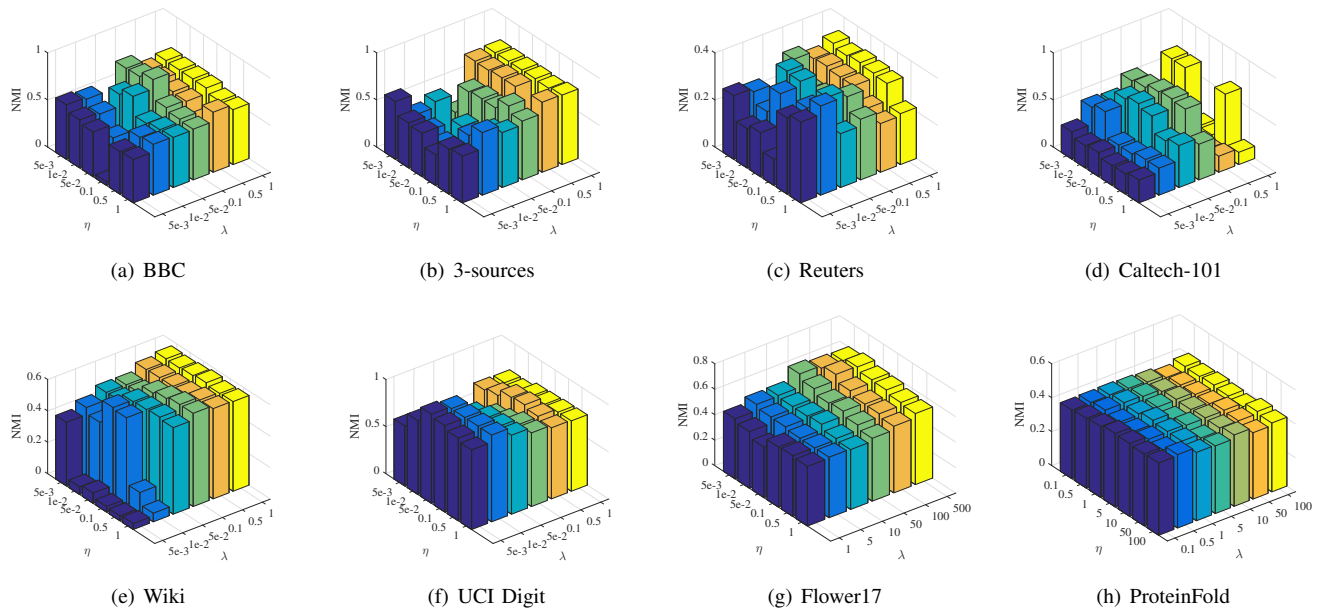 1
0.5
0
NMI
5e-3
1e-2
5e-2
0.1
0.5
1
η
5e-3
1e-2
5e-2
0.1
0.5
1
λ
(a) BBC
1
0.5
0
NMI
5e-3
1e-2
5e-2
0.1
0.5
1
η
5e-3
1e-2
5e-2
0.1
0.5
1
λ
(b) 3-sources
0.4
0.2
0
NMI
5e-3
1e-2
5e-2
0.1
0.5
1
η
5e-3
1e-2
5e-2
0.1
0.5
1
λ
(c) Reuters
1
0.5
0
NMI
5e-3
1e-2
5e-2
0.1
0.5
1
η
5e-3
1e-2
5e-2
0.1
0.5
1
λ
(d) Caltech-101
0.6
0.4
0.2
0
NMI
5e-3
1e-2
5e-2
0.1
0.5
1
η
5e-3
1e-2
5e-2
0.1
0.5
1
λ
(e) Wiki
1
0.5
0
NMI
5e-3
1e-2
5e-2
0.1
0.5
1
η
5e-3
1e-2
5e-2
0.1
0.5
1
λ
(f) UCI Digit
0.8
0.6
0.4
0.2
0
NMI
5e-3
1e-2
5e-2
0.1
0.5
1
η
1
5
10
50
100
500
λ
(g) Flower17
0.6
0.4
0.2
0
NMI
0.1
0.5
1
5
10
50
100
η
0.1
0.5
1
5
10
50
100
λ
(h) ProteinFold